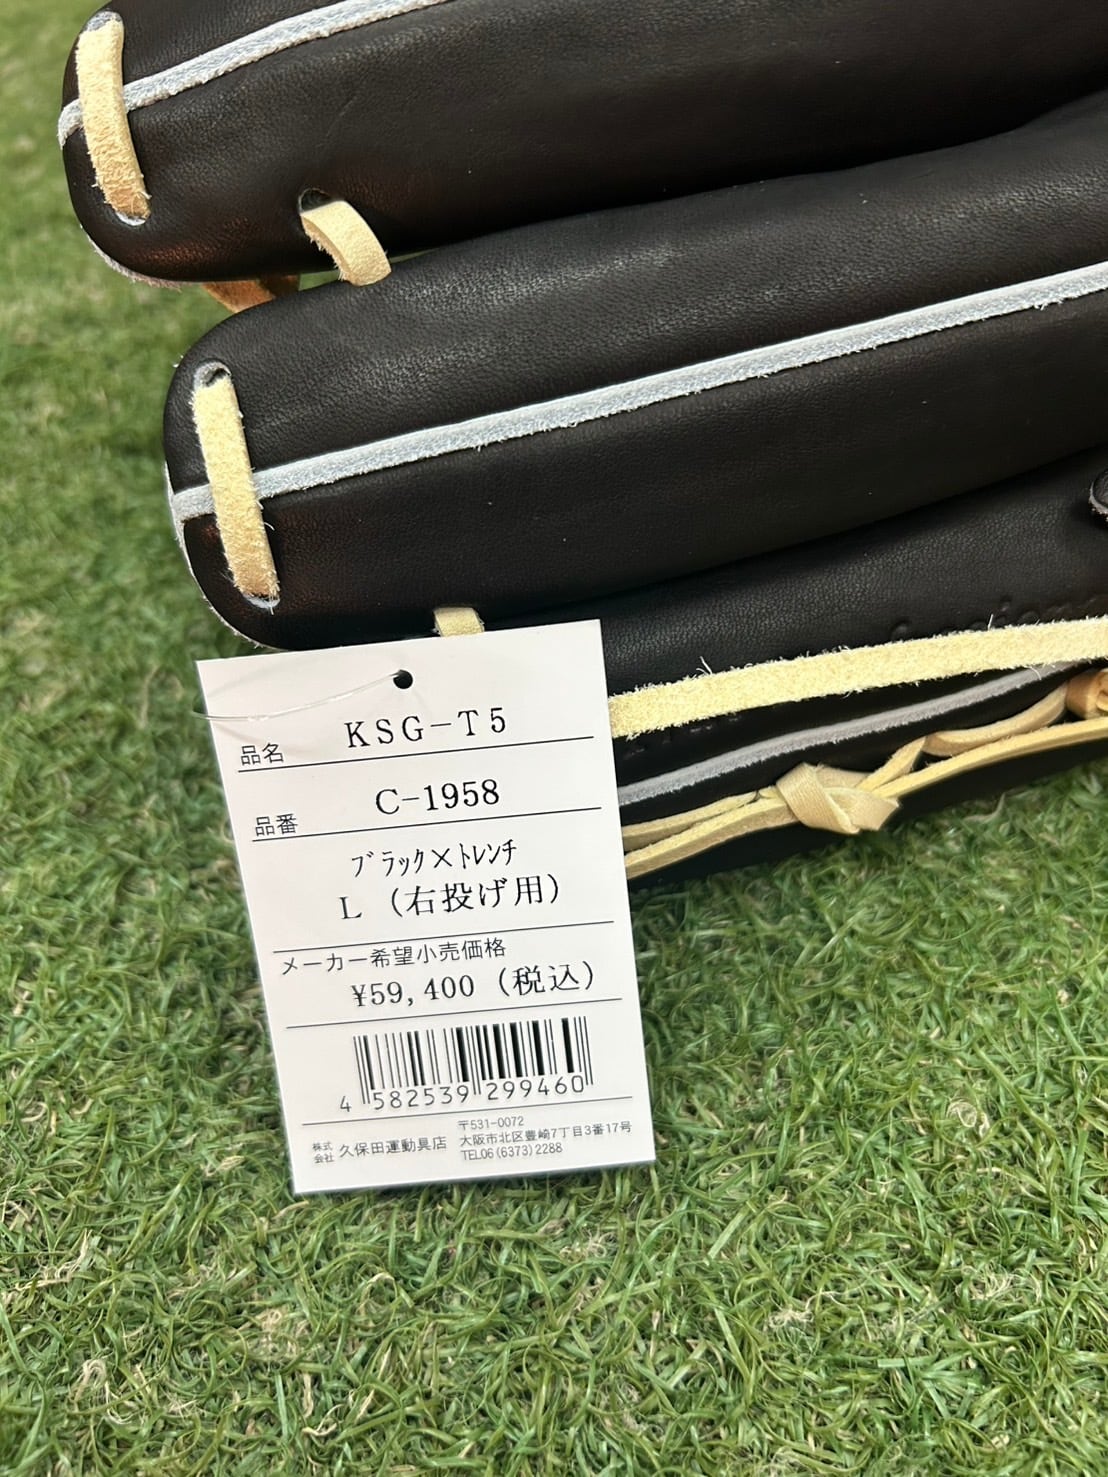 品名 KSG-T5
品番 C-1958
ブラック×トレンチ
L (右投げ用)
メーカー希望小売価格
¥59,400 (税込)
4 582539 299460
株式会社 久保田運動具店
〒531-0072
大阪市北区豊崎7丁目3番17号
TEL06(6373)2288